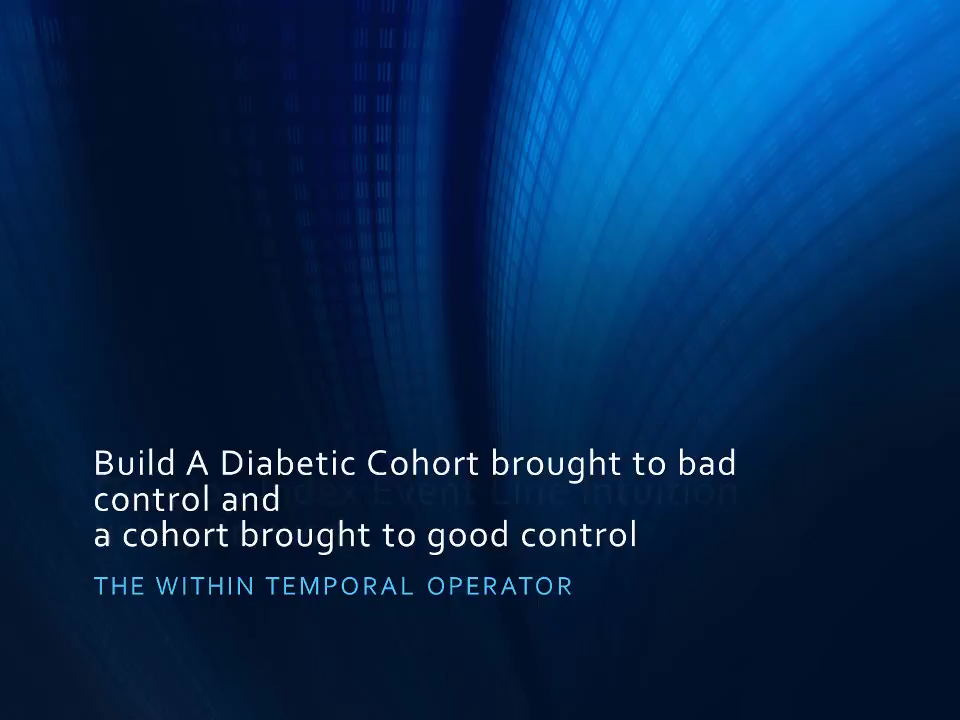 Build A Diabetic Cohort brought to bad
control and
a cohort brought to good control
THE WITHIN TEMPORAL OPERATOR